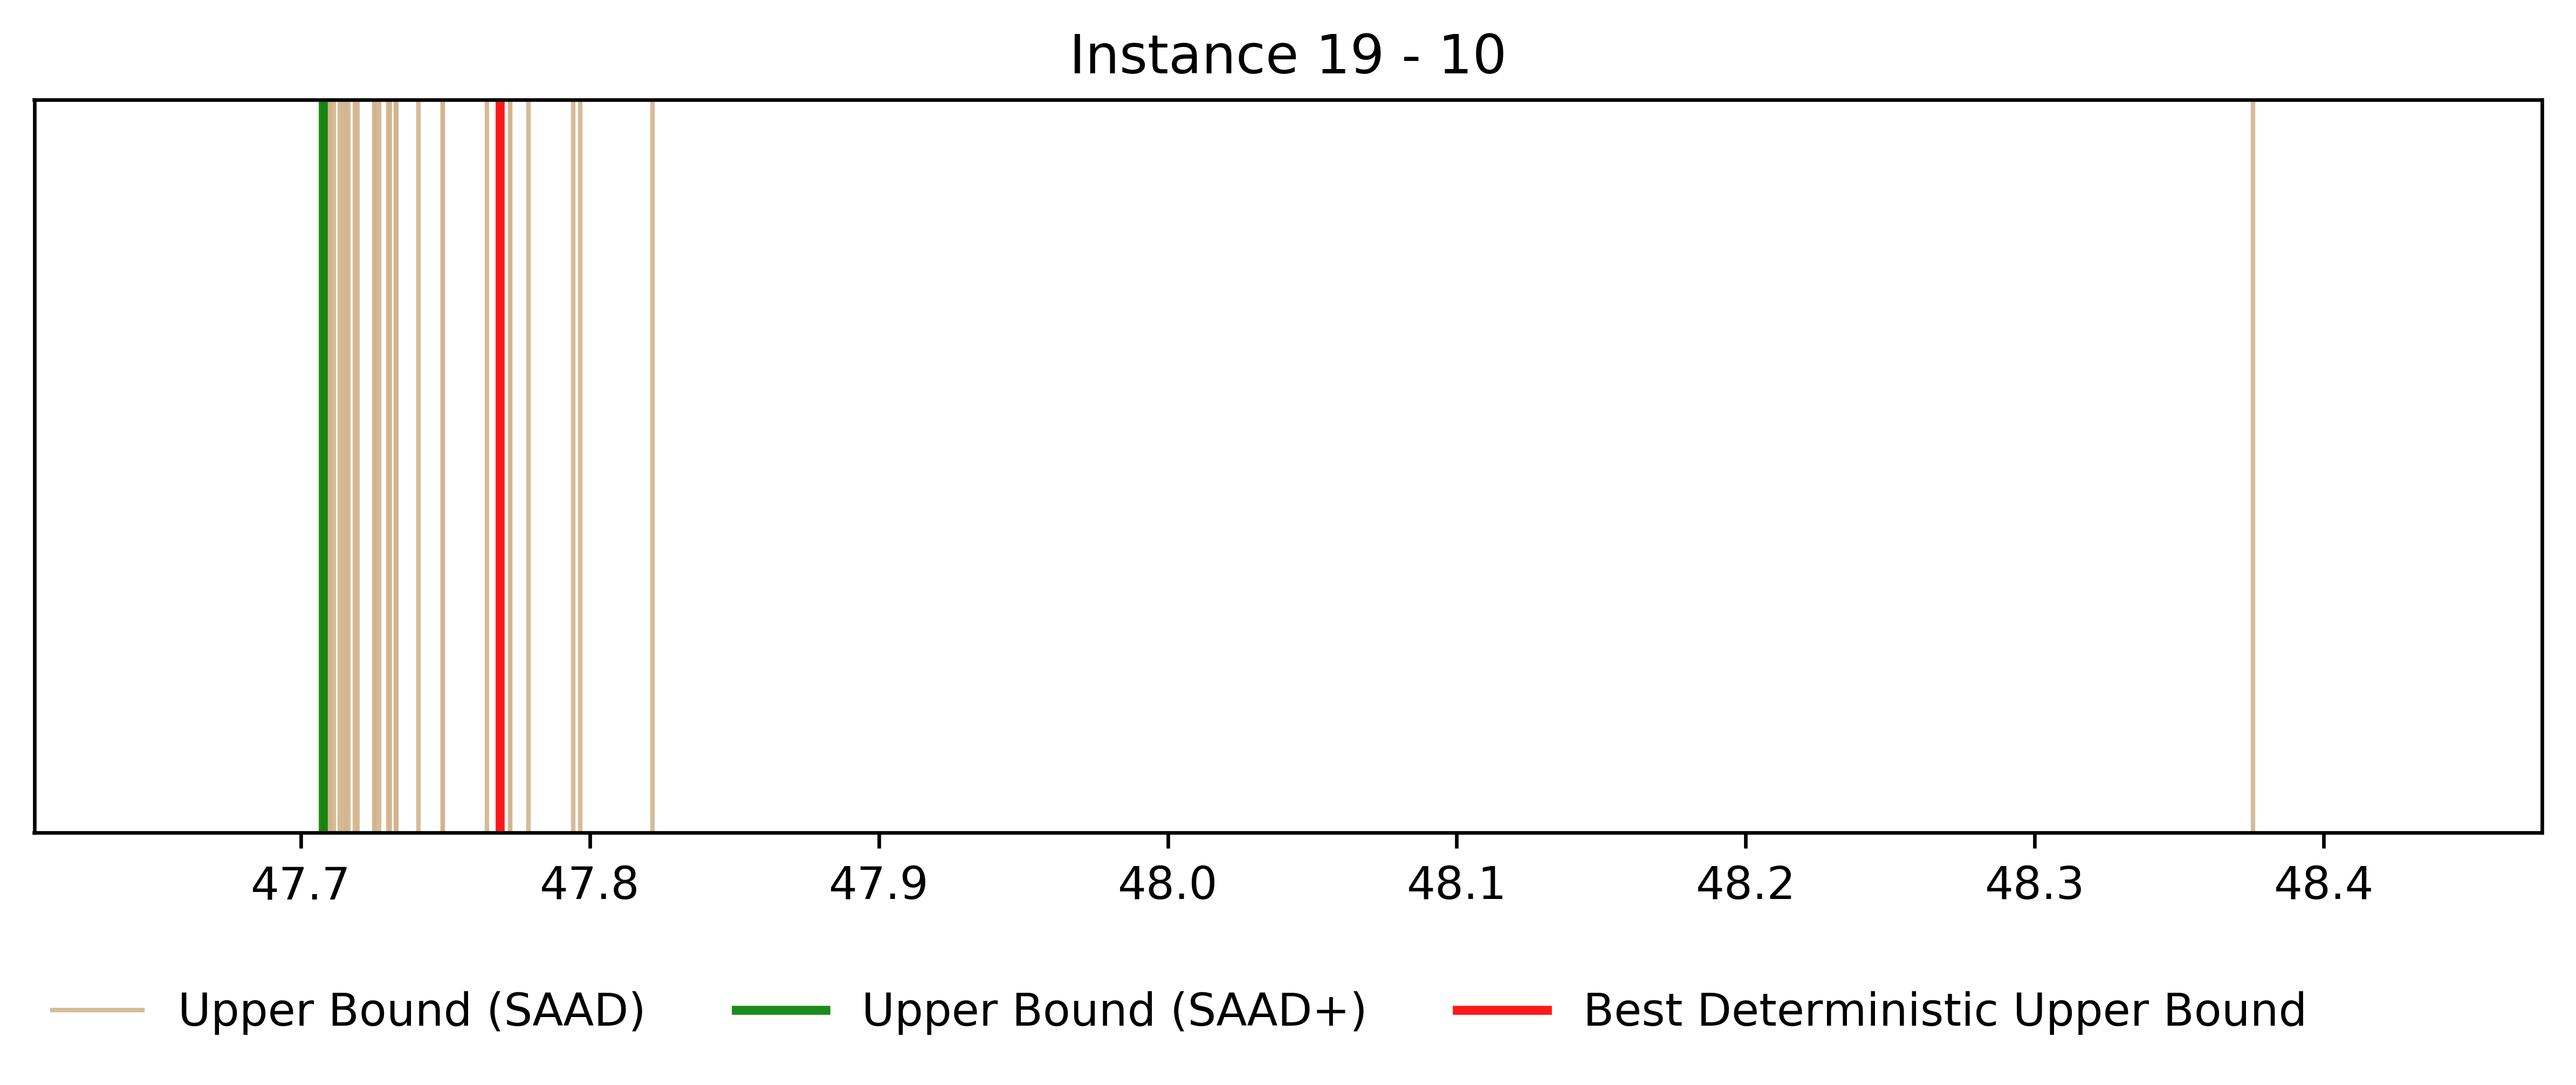 Instance 19 - 10
47.7 47.8 47.9 48.0 48.1 48.2 48.3 48.4
Upper Bound (SAAD) Upper Bound (SAAD+) Best Deterministic Upper Bound